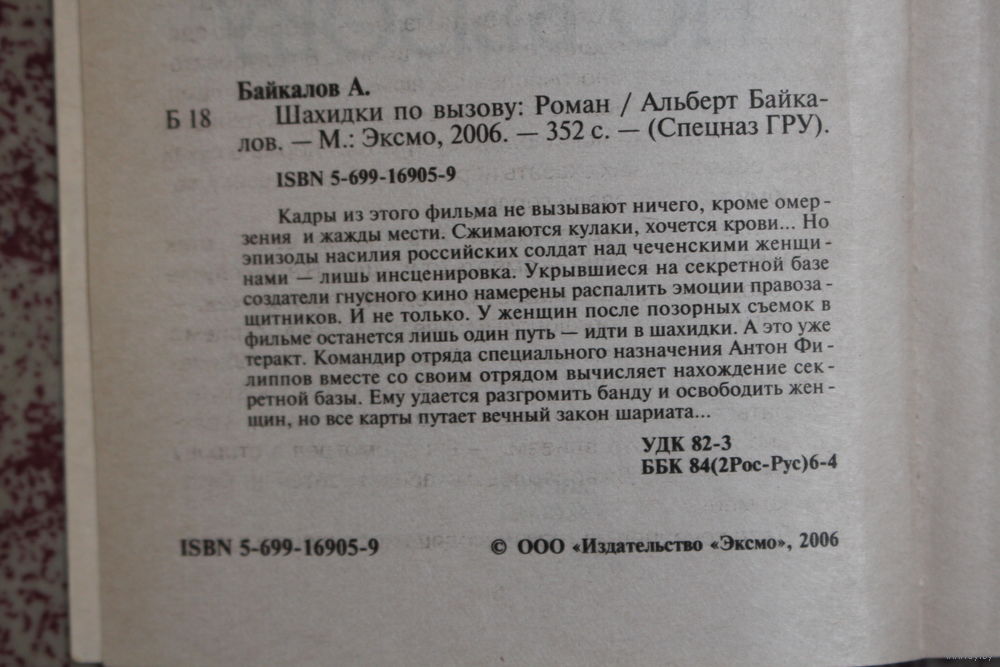 Байкалов А.
Б 18 Шахидки по вызову: Роман / Альберт Байка-
лов. — М.: Эксмо, 2006. — 352 с. — (Спецназ ГРУ).
ISBN 5-699-16905-9
Кадры из этого фильма не вызывают ничего, кроме омер-
зения и жажды мести. Сжимаются кулаки, хочется крови... Но
эпизоды насилия российских солдат над чеченскими женщи-
нами — лишь инсценировка. Укрывшиеся на секретной базе
создатели гнусного кино намерены распалить эмоции правоза-
щитников. И не только. У женщин после позорных съемок в
фильме останется лишь один путь — идти в шахидки. А это уже
теракт. Командир отряда специального назначения Антон Фи-
липпов вместе со своим отрядом вычисляет нахождение сек-
ретной базы. Ему удается разгромить банду и освободить жен-
щин, но все карты путает вечный закон шариата...
УДК 82-3
ББК 84(2Рос-Рус)6-4
ISBN 5-699-16905-9 © ООО «Издательство «Эксмо», 2006